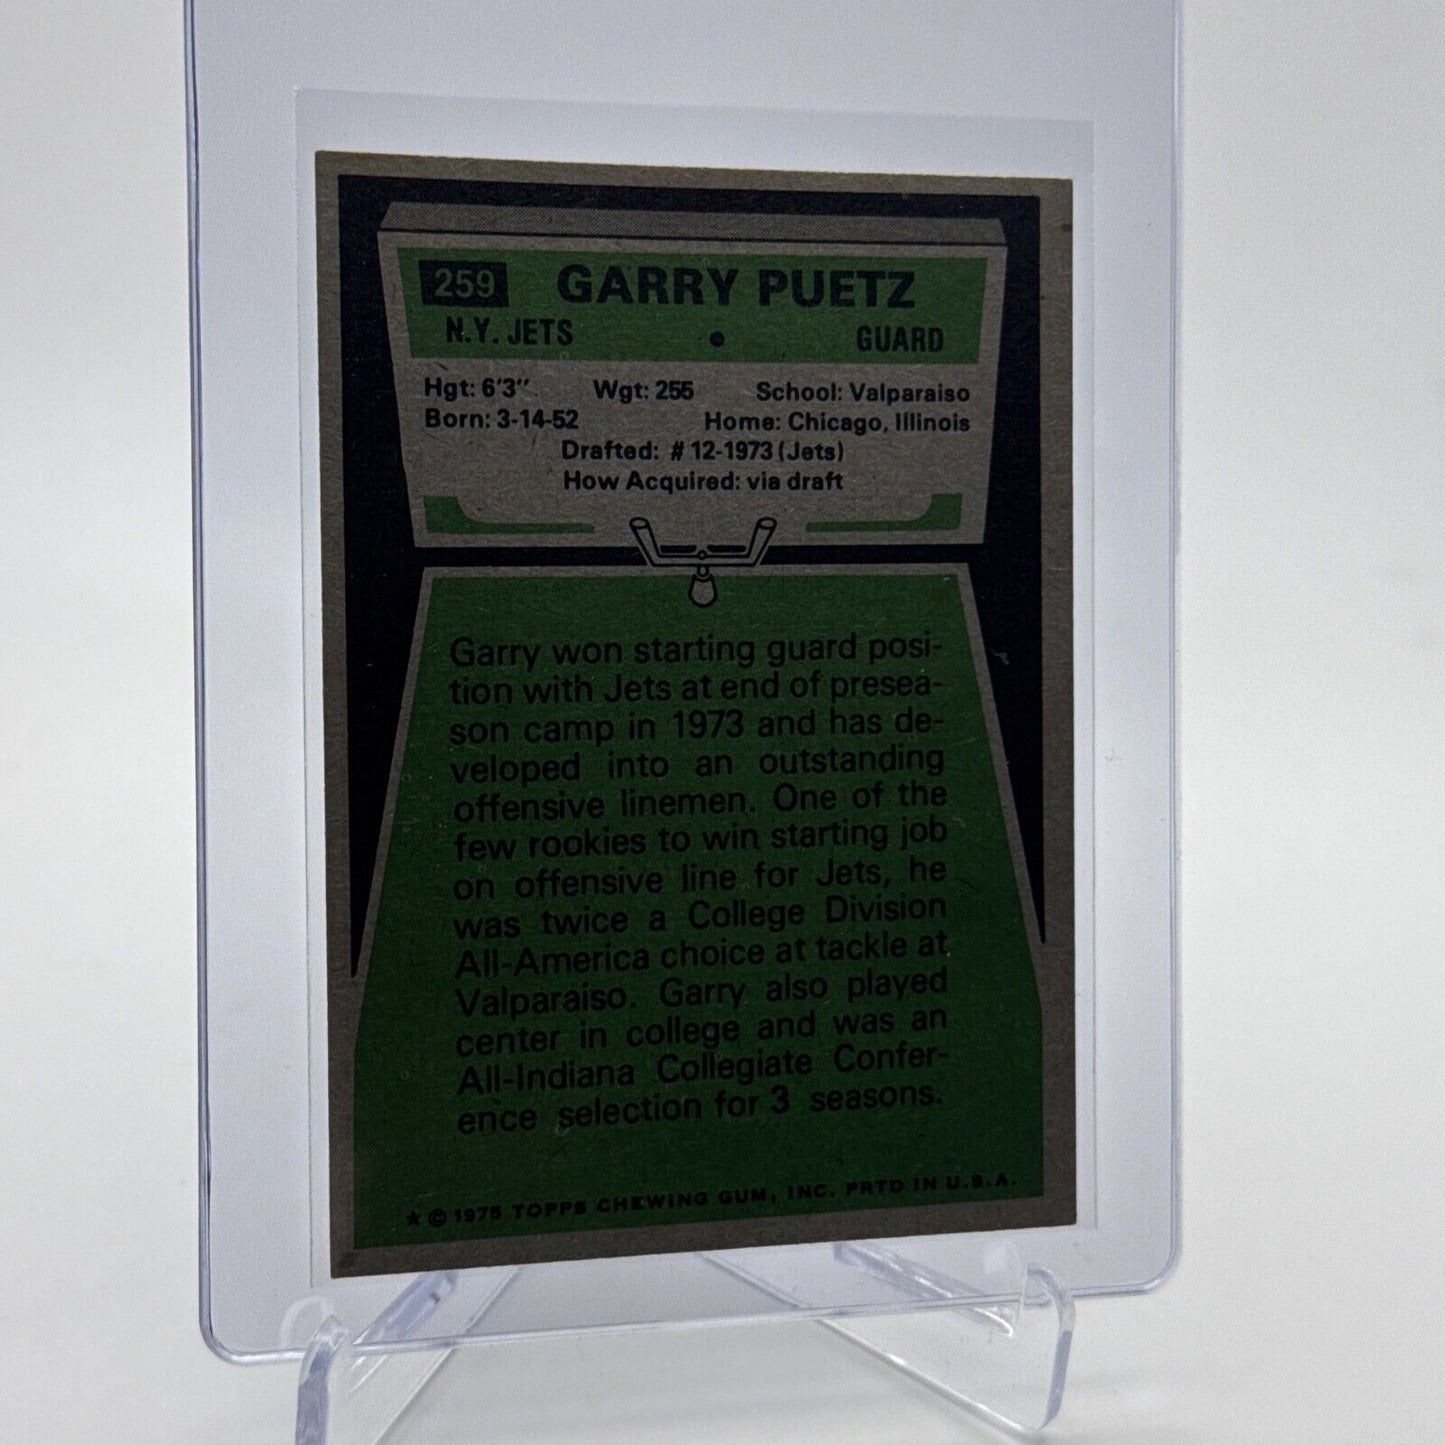 259 GARRY PUETZ
N.Y. JETS • GUARD
Hgt: 6'3" Wgt: 255 School: Valparaiso
Born: 3-14-52 Home: Chicago, Illinois
Drafted: #12-1973 (Jets)
How Acquired: via draft
Garry won starting guard posi-
tion with Jets at end of presea-
son camp in 1973 and has de-
veloped into an outstanding
offensive linemen. One of the
few rookies to win starting job
on offensive line for Jets, he
was twice a College Division
All-America choice at tackle at
Valparaiso. Garry also played
center in college and was an
All-Indiana Collegiate Confer-
ence selection for 3 seasons.
★ © 1975 TOPPS CHEWING GUM, INC. PRTD IN U.S.A.